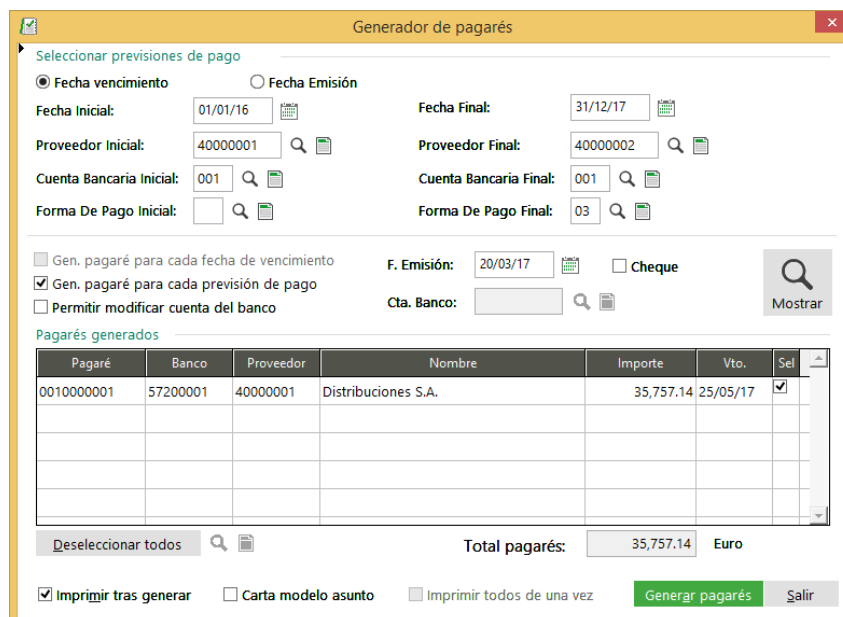 Generador de pagarés
Seleccionar previsiones de pago
Fecha vencimiento Fecha Emisión
Fecha Inicial: 01/01/16 Fecha Final: 31/12/17
Proveedor Inicial: 40000001 Proveedor Final: 40000002
Cuenta Bancaria Inicial: 001 Cuenta Bancaria Final: 001
Forma De Pago Inicial: Forma De Pago Final: 03
Gen. pagaré para cada fecha de vencimiento F. Emisión: 20/03/17 Cheque
Gen. pagaré para cada previsión de pago
Permitir modificar cuenta del banco Cta. Banco: Mostrar
Pagarés generados
Pagaré Banco Proveedor Nombre Importe Vto. Sel
0010000001 57200001 40000001 Distribuciones S.A. 35,757.14 25/05/17
Deseleccionar todos Total pagarés: 35,757.14 Euro
Imprimir tras generar Carta modelo asunto Imprimir todos de una vez Generar pagarés Salir